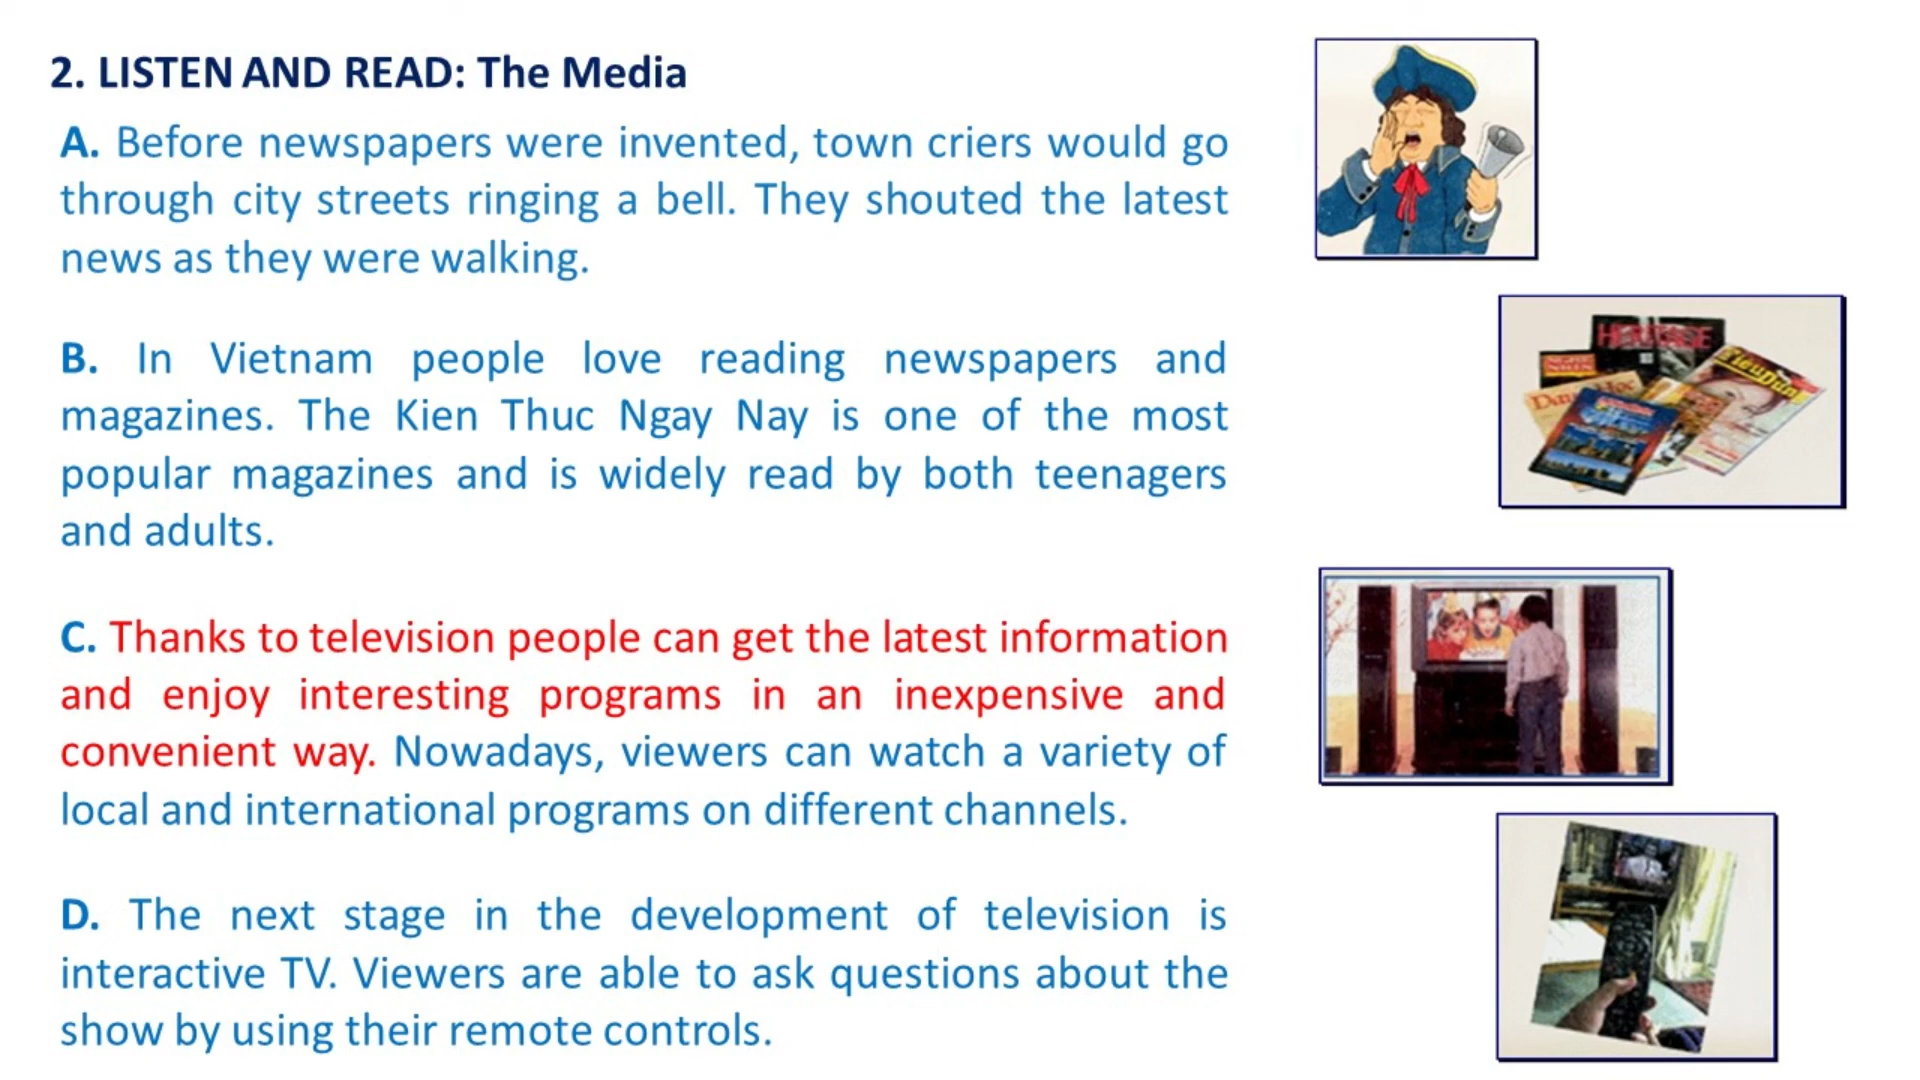 2. LISTEN AND READ: The Media
A. Before newspapers were invented, town criers would go
through city streets ringing a bell. They shouted the latest
news as they were walking.
B. In Vietnam people love reading newspapers and
magazines. The Kien Thuc Ngay Nay is one of the most
popular magazines and is widely read by both teenagers
and adults.
C. Thanks to television people can get the latest information
and enjoy interesting programs in an inexpensive and
convenient way. Nowadays, viewers can watch a variety of
local and international programs on different channels.
D. The next stage in the development of television is
interactive TV. Viewers are able to ask questions about the
show by using their remote controls.
HERITAGE